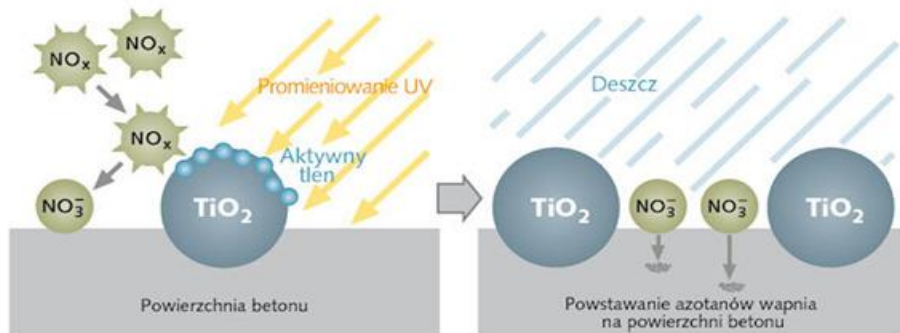 NOₓ
NOₓ
NOₓ
NO₃⁻
Promieniowanie UV
Aktywny
tlen
TiO₂
Powierzchnia betonu
Deszcz
TiO₂
NO₃⁻
NO₃⁻
TiO₂
Powstawanie azotanów wapnia
na powierzchni betonu